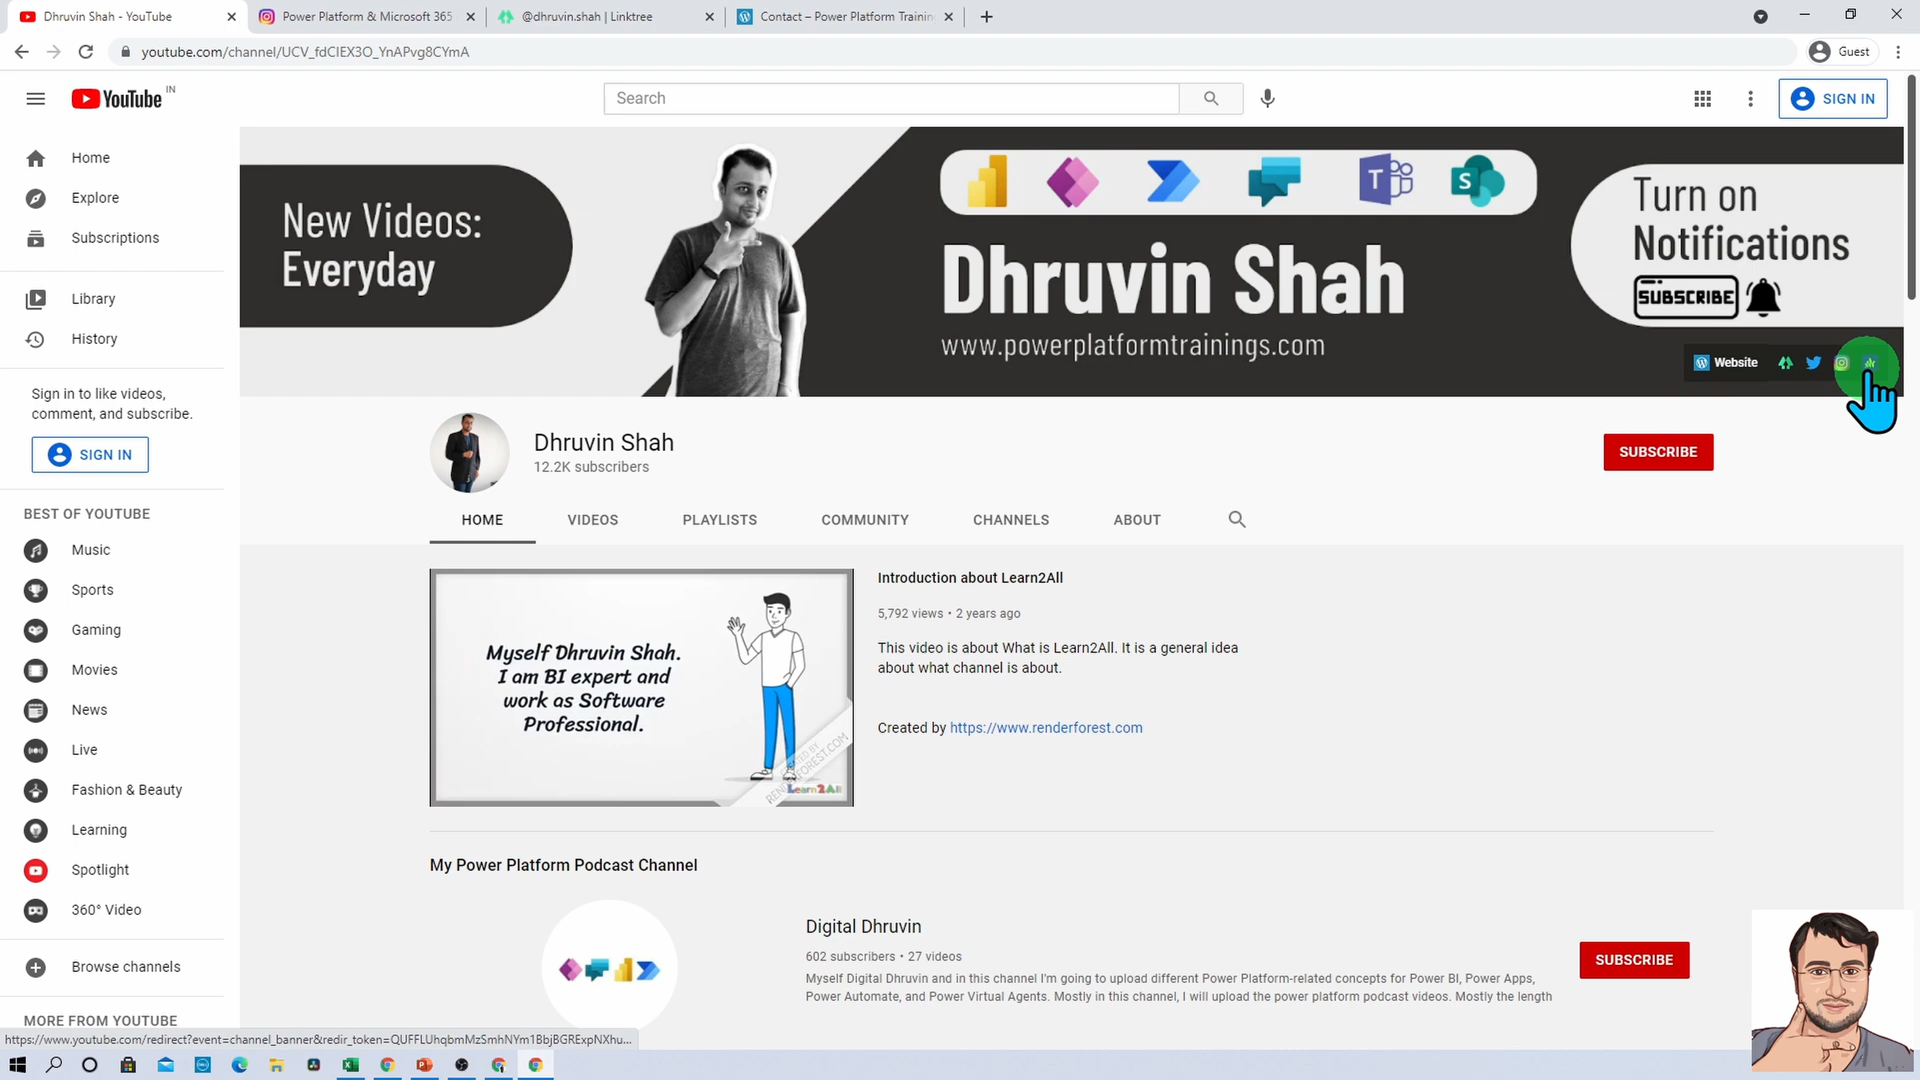 Dhruvin Shah - YouTube
Power Platform & Microsoft 365
@dhruvin.shah | Linktree
Contact – Power Platform Trainin
youtube.com/channel/UCV_fdCIEX3O_YnAPvg8CYmA
Guest
YouTube IN
Search
SIGN IN
Home
Explore
Subscriptions
Library
History
Sign in to like videos,
comment, and subscribe.
SIGN IN
BEST OF YOUTUBE
Music
Sports
Gaming
Movies
News
Live
Fashion & Beauty
Learning
Spotlight
360° Video
Browse channels
MORE FROM YOUTUBE
New Videos:
Everyday
Dhruvin Shah
www.powerplatformtrainings.com
Turn on
Notifications
SUBSCRIBE
Website
Dhruvin Shah
12.2K subscribers
SUBSCRIBE
HOME VIDEOS PLAYLISTS COMMUNITY CHANNELS ABOUT
Myself Dhruvin Shah.
I am BI expert and
work as Software
Professional.
CREATED BY
RENDERFOREST.COM
Learn2All
Introduction about Learn2All
5,792 views • 2 years ago
This video is about What is Learn2All. It is a general idea
about what channel is about.
Created by https://www.renderforest.com
My Power Platform Podcast Channel
Digital Dhruvin
602 subscribers • 27 videos
Myself Digital Dhruvin and in this channel I'm going to upload different Power Platform-related concepts for Power BI, Power Apps,
Power Automate, and Power Virtual Agents. Mostly in this channel, I will upload the power platform podcast videos. Mostly the length
SUBSCRIBE